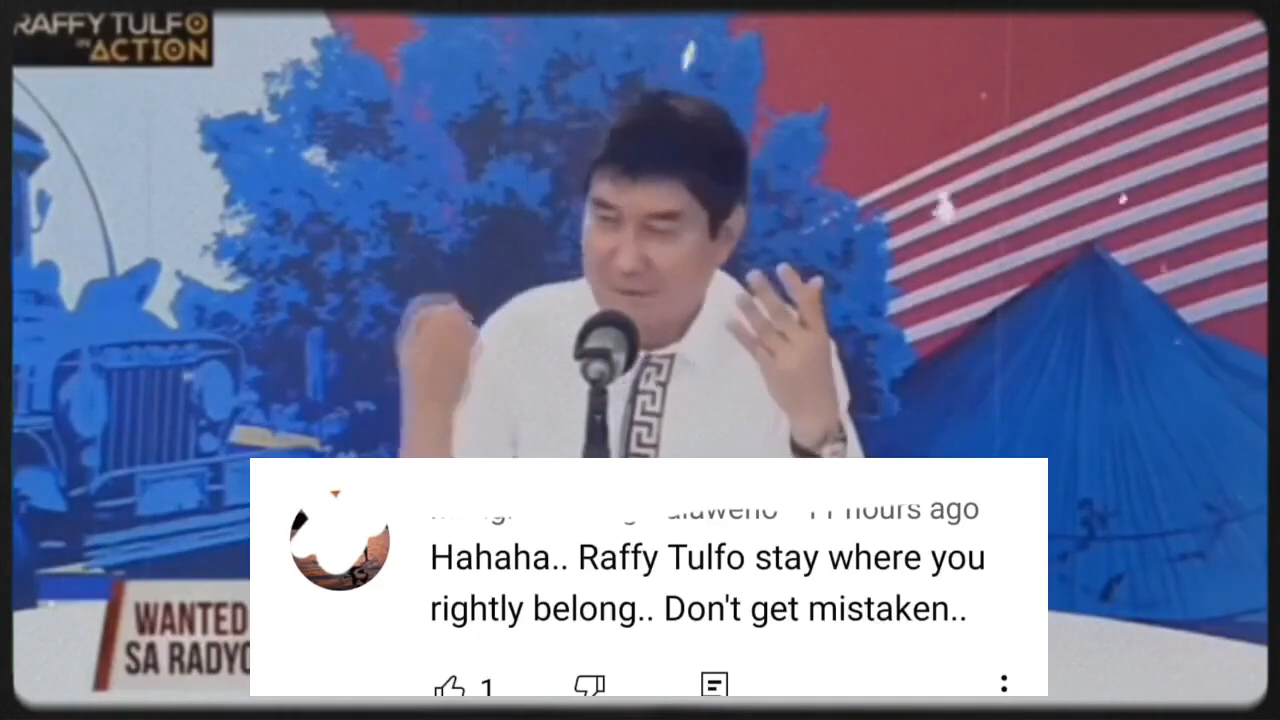 RAFFY TULFO
IN ACTION
hours ago
Hahaha.. Raffy Tulfo stay where you
rightly belong.. Don't get mistaken..
1
WANTED
SA RADYO